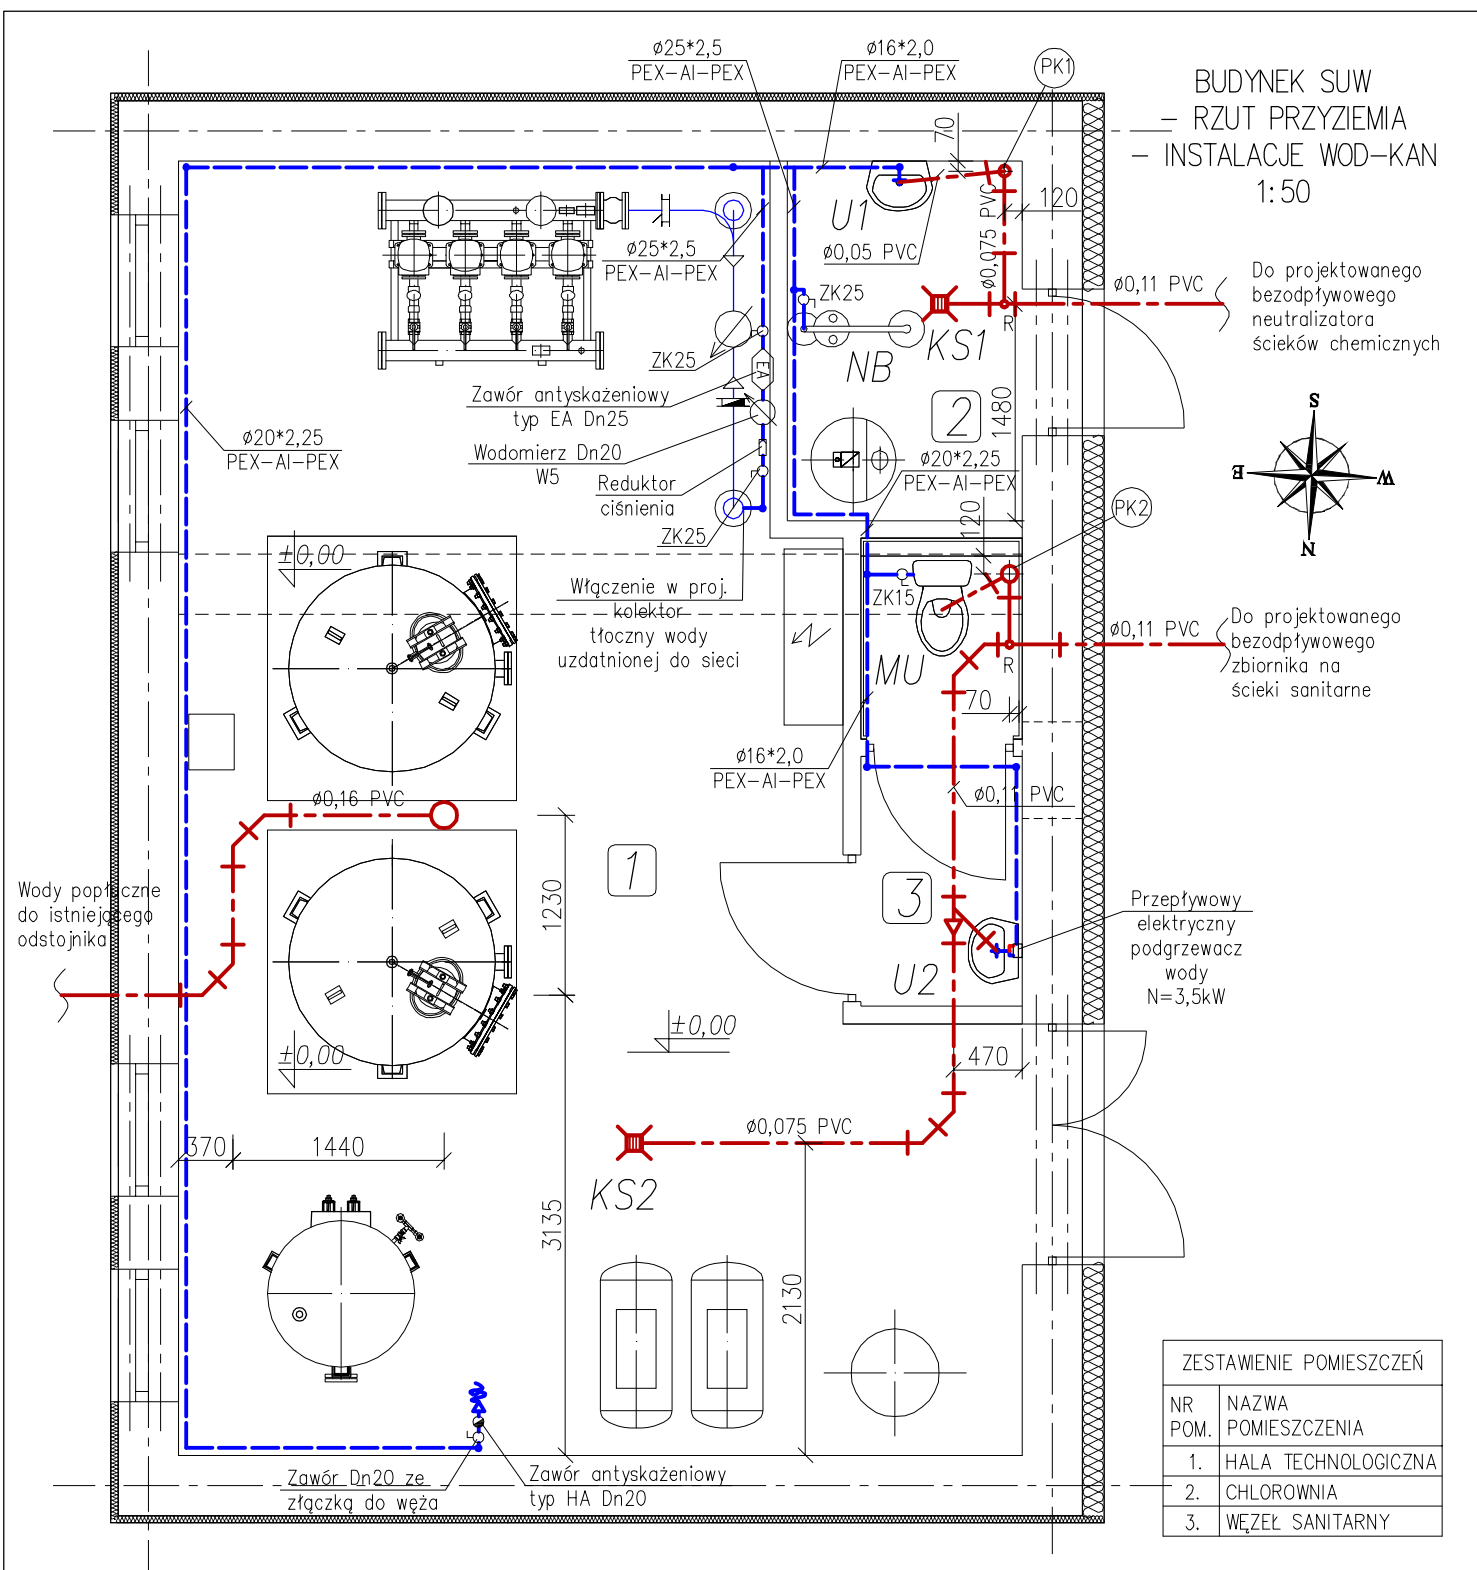 ø25*2,5
PEX-Al-PEX
ø16*2,0
PEX-Al-PEX
PK1
BUDYNEK SUW
- RZUT PRZYZIEMIA
- INSTALACJE WOD-KAN
1:50
70
120
U1
ø0,05 PVC
ø0,075 PVC
ø25*2,5
PEX-Al-PEX
ZK25
ø0,11 PVC
Do projektowanego
bezodpływowego
neutralizatora
ścieków chemicznych
R
KS1
NB
ZK25
EA
Zawór antyskażeniowy
typ EA Dn25
2
1480
S
E
W
N
ø20*2,25
PEX-Al-PEX
Wodomierz Dn20
W5
Reduktor
ciśnienia
ø20*2,25
PEX-Al-PEX
PK2
120
ZK25
±0,00
Włączenie w proj.
kolektor
tłoczny wody
uzdatnionej do sieci
ZK15
MU
R
ø0,11 PVC
Do projektowanego
bezodpływowego
zbiornika na
ścieki sanitarne
70
ø16*2,0
PEX-Al-PEX
ø0,11 PVC
ø0,16 PVC
1
1230
3
Wody popłuczne
do istniejącego
odstojnika
Przepływowy
elektryczny
podgrzewacz
wody
N=3,5kW
U2
±0,00
±0,00
470
370
1440
ø0,075 PVC
KS2
3135
2130
Zawór Dn20 ze
złączką do węża
Zawór antyskażeniowy
typ HA Dn20
ZESTAWIENIE POMIESZCZEŃ
NR POM. NAZWA POMIESZCZENIA
1. HALA TECHNOLOGICZNA
2. CHLOROWNIA
3. WĘZEŁ SANITARNY